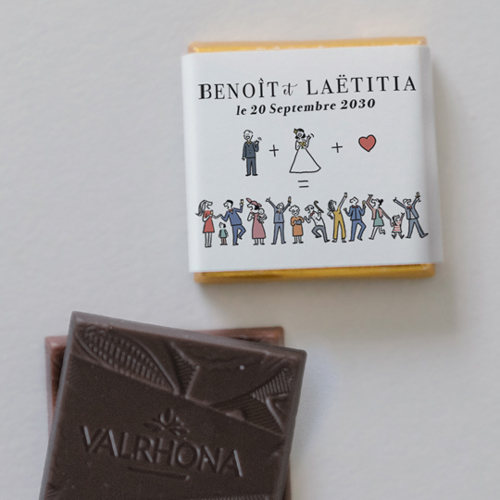 BENOÎT et LAËTITIA
le 20 Septembre 2030
+ +
=
VALRHONA